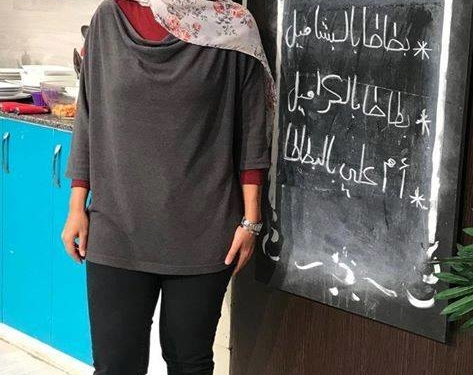 * بطاطا بالبشاميل
* بطاطا بالكراميل
* أم علي بالبطاطا